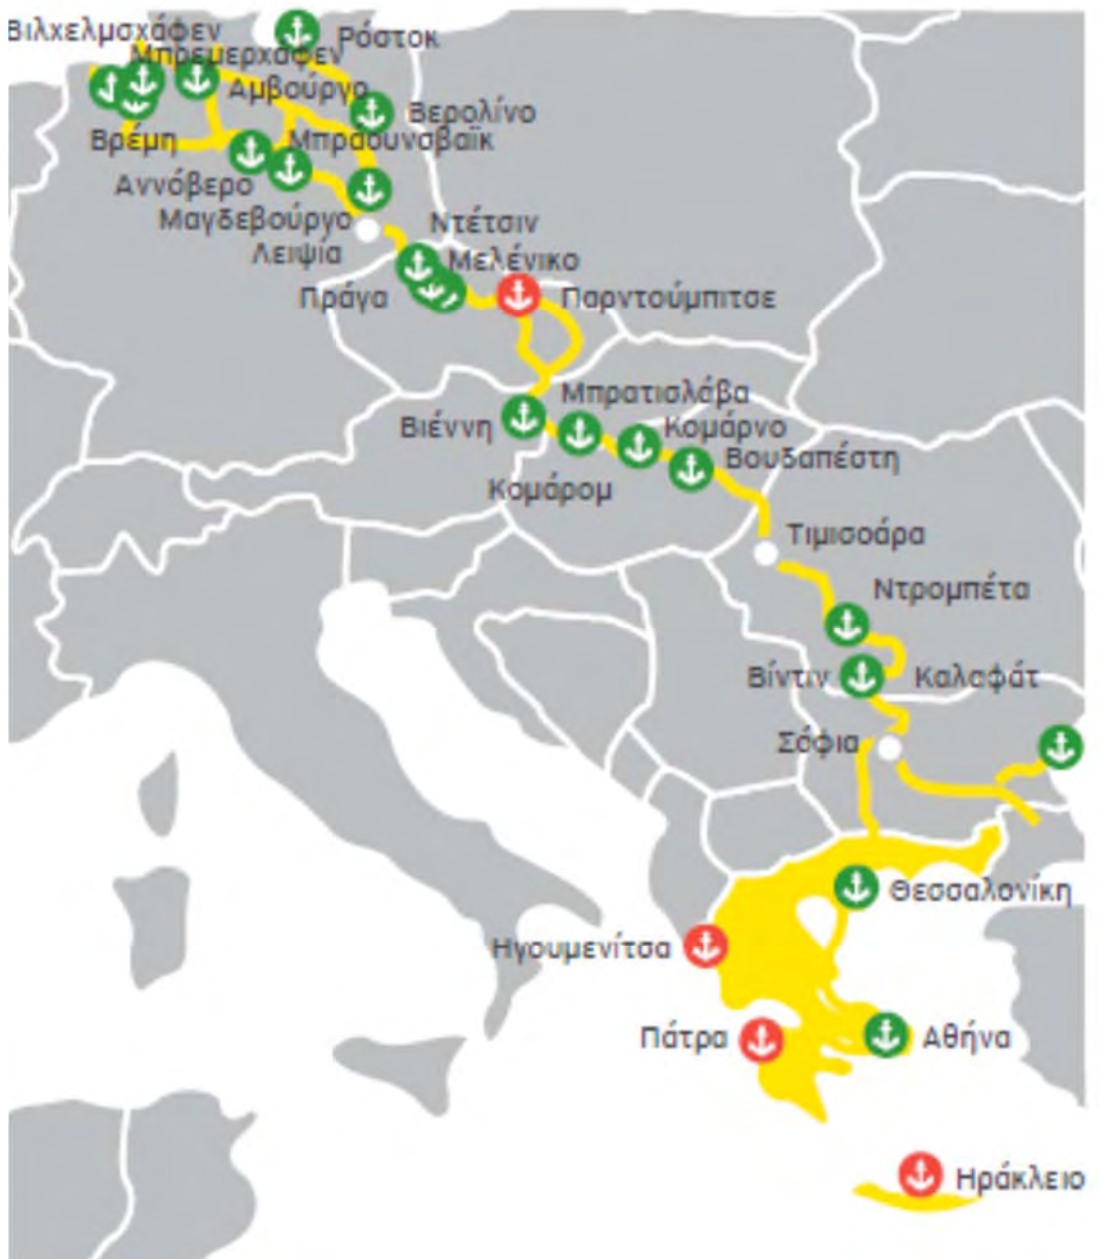 Βιλχελμσχάφεν
Ρόστοκ
Μπρεμερχάφεν
Αμβούργο
Βερολίνο
Βρέμη
Μπράουνσβαϊκ
Αννόβερο
Μαγδεβούργο
Ντέτσιν
Λειψία
Μελένικο
Πράγα
Παρντούμπιτσε
Μπρατισλάβα
Βιέννη
Κομάρνο
Βουδαπέστη
Κομάρομ
Τιμισοάρα
Ντρομπέτα
Βίντιν
Καλαφάτ
Σόφια
Θεσσαλονίκη
Ηγουμενίτσα
Πάτρα
Αθήνα
Ηράκλειο